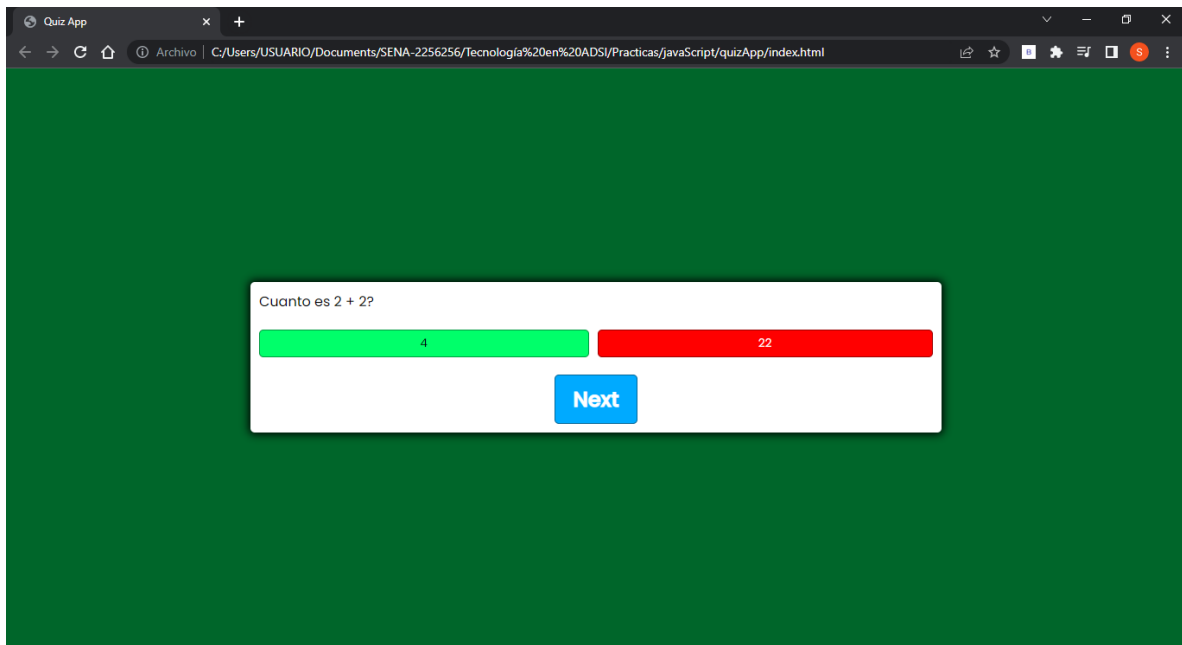 Quiz App
Archivo | C:/Users/USUARIO/Documents/SENA-2256256/Tecnología%20en%20ADSI/Practicas/javaScript/quizApp/index.html
B
S
Cuanto es 2 + 2?
4
22
Next